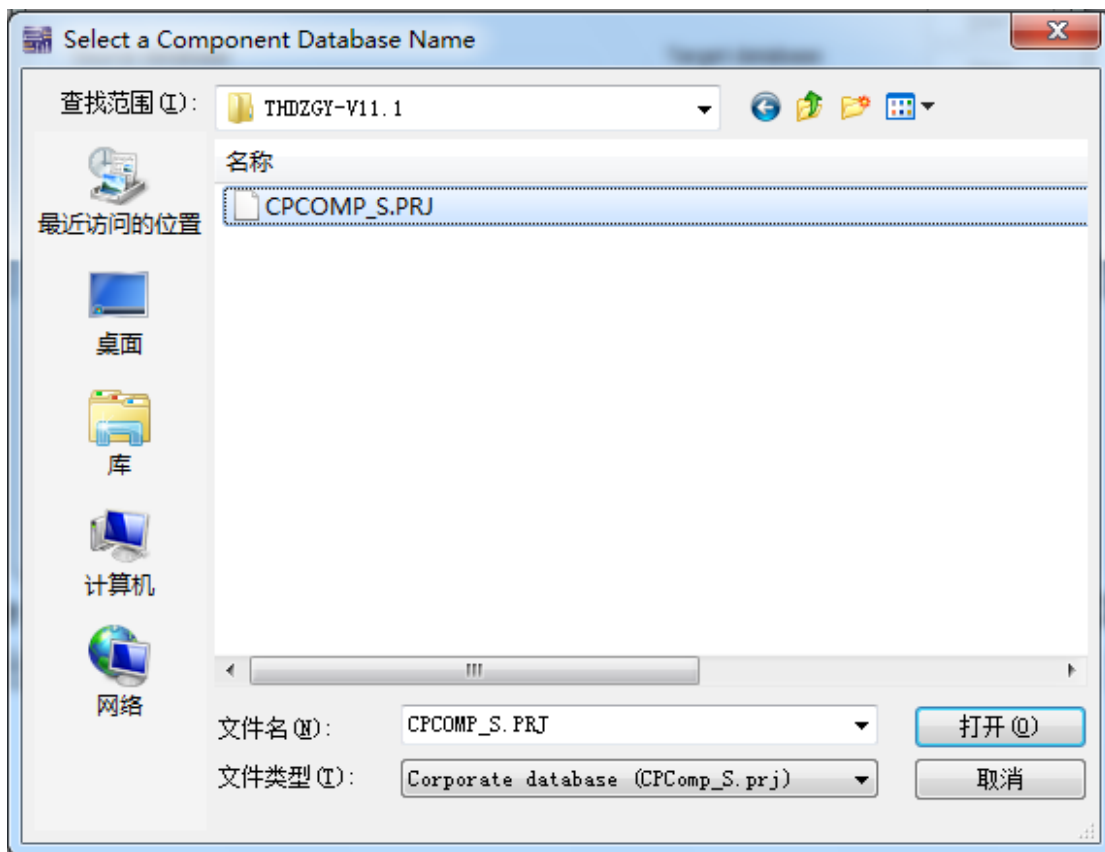 Select a Component Database Name
Target database
查找范围(I):
THDZGY-V11.1
名称
CPCOMP_S.PRJ
最近访问的位置
桌面
库
计算机
网络
文件名(N):
CPCOMP_S.PRJ
打开(O)
文件类型(T):
Corporate database (CPComp_S.prj)
取消